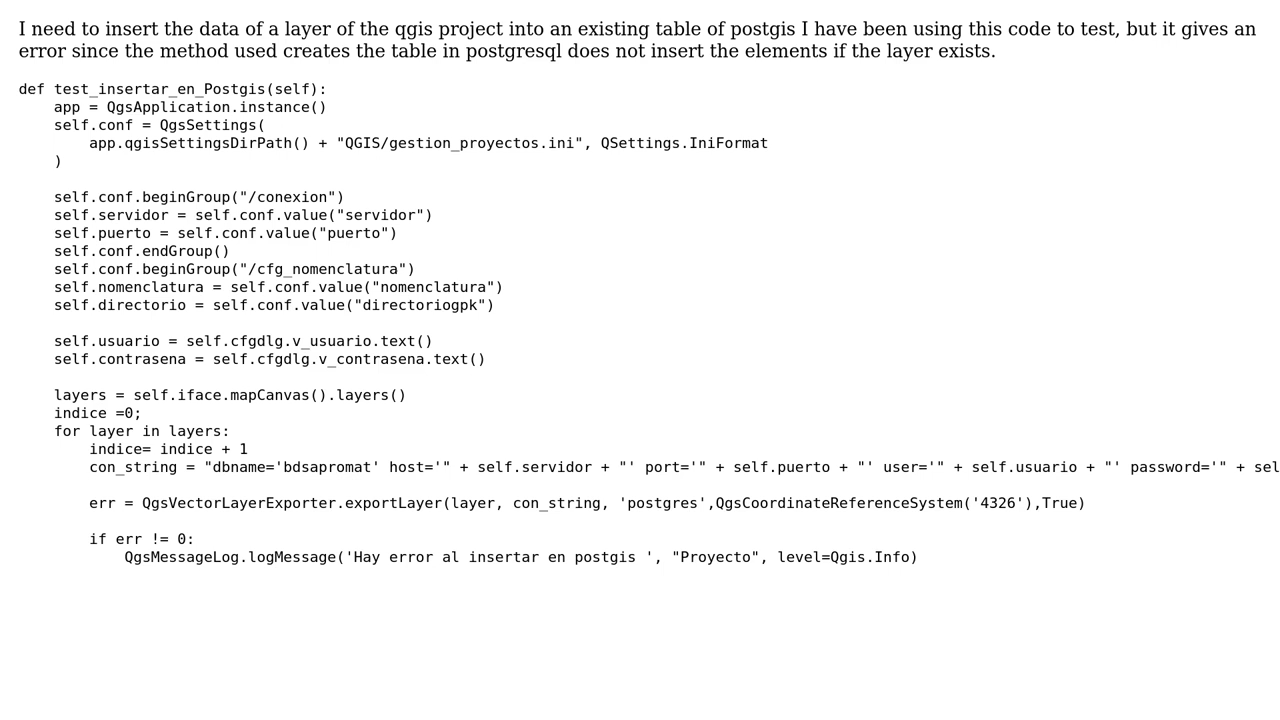 I need to insert the data of a layer of the qgis project into an existing table of postgis I have been using this code to test, but it gives an
error since the method used creates the table in postgresql does not insert the elements if the layer exists.
def test_insertar_en_Postgis(self):
    app = QgsApplication.instance()
    self.conf = QgsSettings(
        app.qgisSettingsDirPath() + "QGIS/gestion_proyectos.ini", QSettings.IniFormat
    )
    self.conf.beginGroup("/conexion")
    self.servidor = self.conf.value("servidor")
    self.puerto = self.conf.value("puerto")
    self.conf.endGroup()
    self.conf.beginGroup("/cfg_nomenclatura")
    self.nomenclatura = self.conf.value("nomenclatura")
    self.directorio = self.conf.value("directoriogpk")
    self.usuario = self.cfgdlg.v_usuario.text()
    self.contrasena = self.cfgdlg.v_contrasena.text()
    layers = self.iface.mapCanvas().layers()
    indice =0;
    for layer in layers:
        indice= indice + 1
        con_string = "dbname='bdsapromat' host='" + self.servidor + "' port='" + self.puerto + "' user='" + self.usuario + "' password='" + sel
        err = QgsVectorLayerExporter.exportLayer(layer, con_string, 'postgres',QgsCoordinateReferenceSystem('4326'),True)
        if err != 0:
            QgsMessageLog.logMessage('Hay error al insertar en postgis ', "Proyecto", level=Qgis.Info)